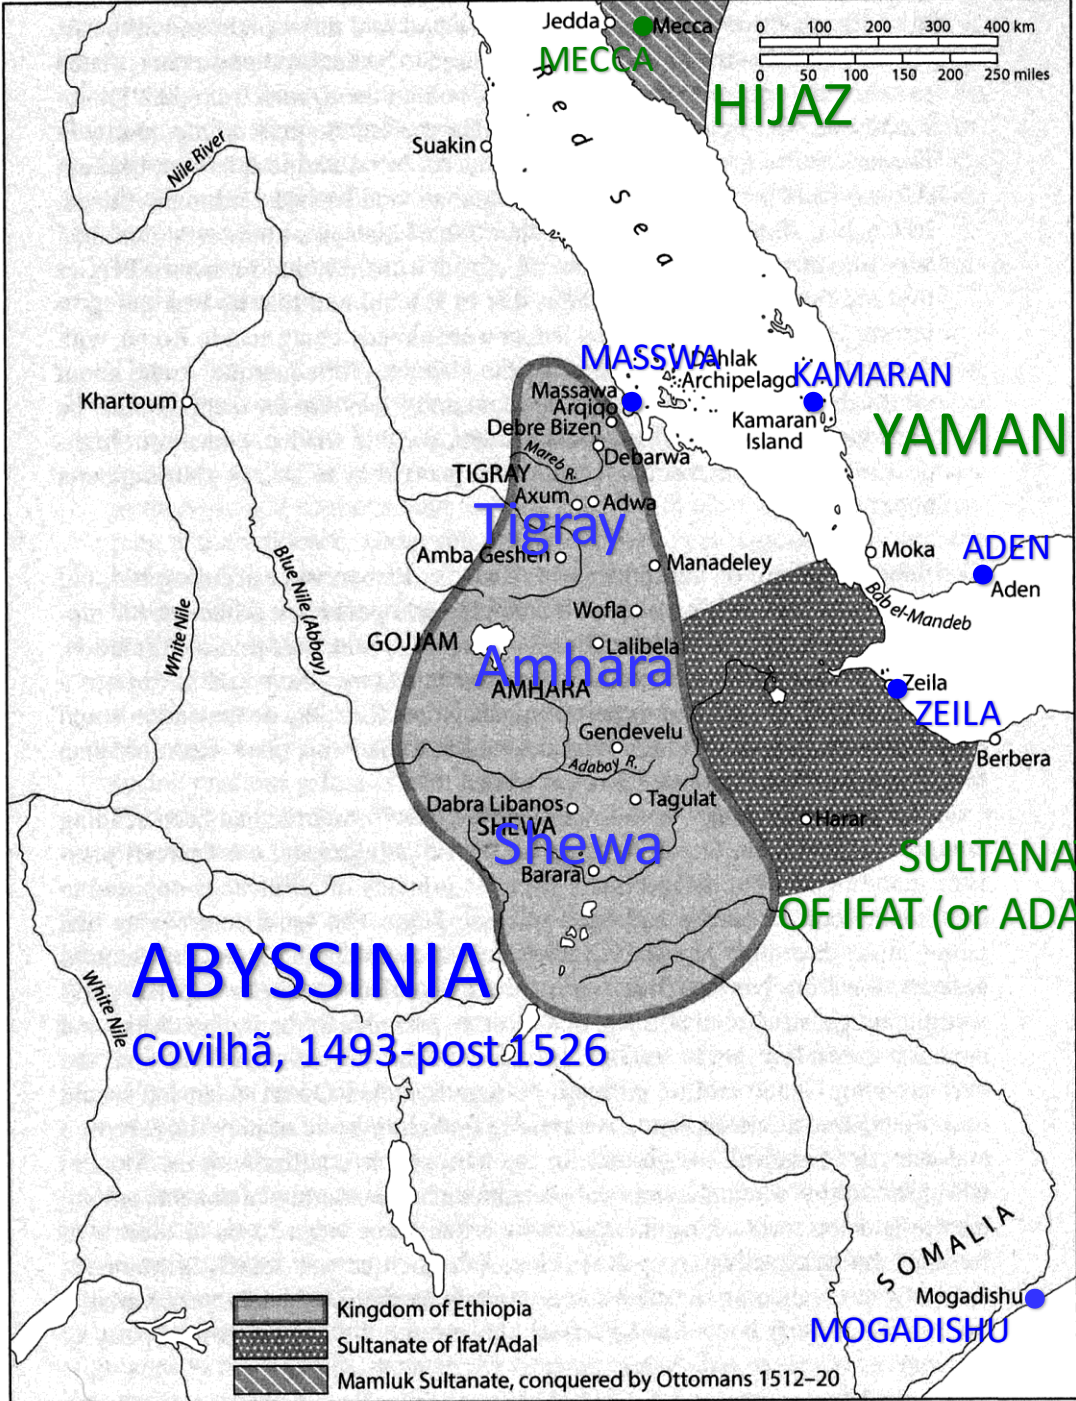 Jedda
Mecca
MECCA
0 100 200 300 400 km
0 50 100 150 200 250 miles
HIJAZ
Red Sea
Suakin
Nile River
MASSWA
Dahlak
Archipelago
KAMARAN
Kamaran
Island
YAMAN
Khartoum
Massawa
Arqiqo
Debre Bizen
Mareb R.
Debarwa
TIGRAY
Axum
Adwa
Tigray
Amba Geshen
Manadeley
Moka
ADEN
Aden
Bab el-Mandeb
White Nile
Blue Nile (Abbay)
Wofla
GOJJAM
Lalibela
Amhara
AMHARA
Zeila
ZEILA
Berbera
Gendevelu
Adabay R.
Dabra Libanos
Tagulat
SHEWA
Shewa
Harar
Barara
SULTANA
OF IFAT (or ADA
ABYSSINIA
White Nile
Covilhã, 1493-post 1526
SOMALIA
Mogadishu
MOGADISHU
Kingdom of Ethiopia
Sultanate of Ifat/Adal
Mamluk Sultanate, conquered by Ottomans 1512–20